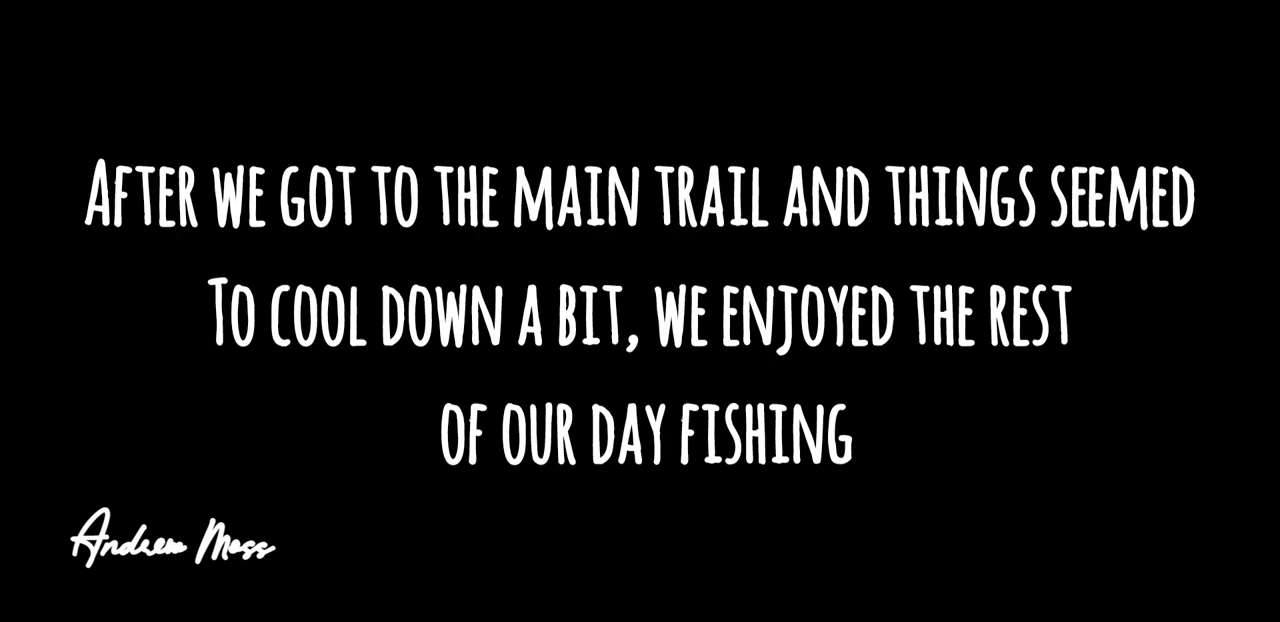 After we got to the main trail and things seemed
To cool down a bit, we enjoyed the rest
of our day fishing
Andrew Moss